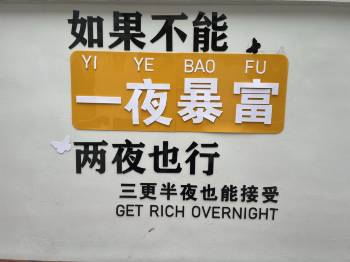 如果不能
YI YE BAO FU
一夜暴富
两夜也行
三更半夜也能接受
GET RICH OVERNIGHT